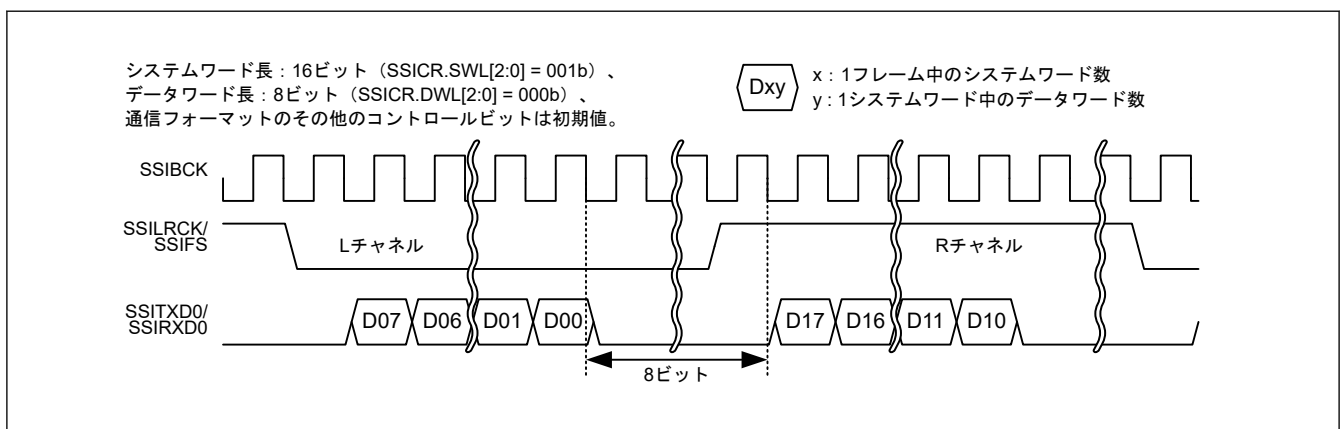 システムワード長：16ビット（SSICR.SWL[2:0] = 001b）、
データワード長：8ビット（SSICR.DWL[2:0] = 000b）、
通信フォーマットのその他のコントロールビットは初期値。
Dxy
x : 1フレーム中のシステムワード数
y : 1システムワード中のデータワード数
SSIBCK
SSILRCK/
SSIFS
Lチャネル
Rチャネル
SSITXD0/
SSIRXD0
D07 D06 D01 D00 D17 D16 D11 D10
8ビット